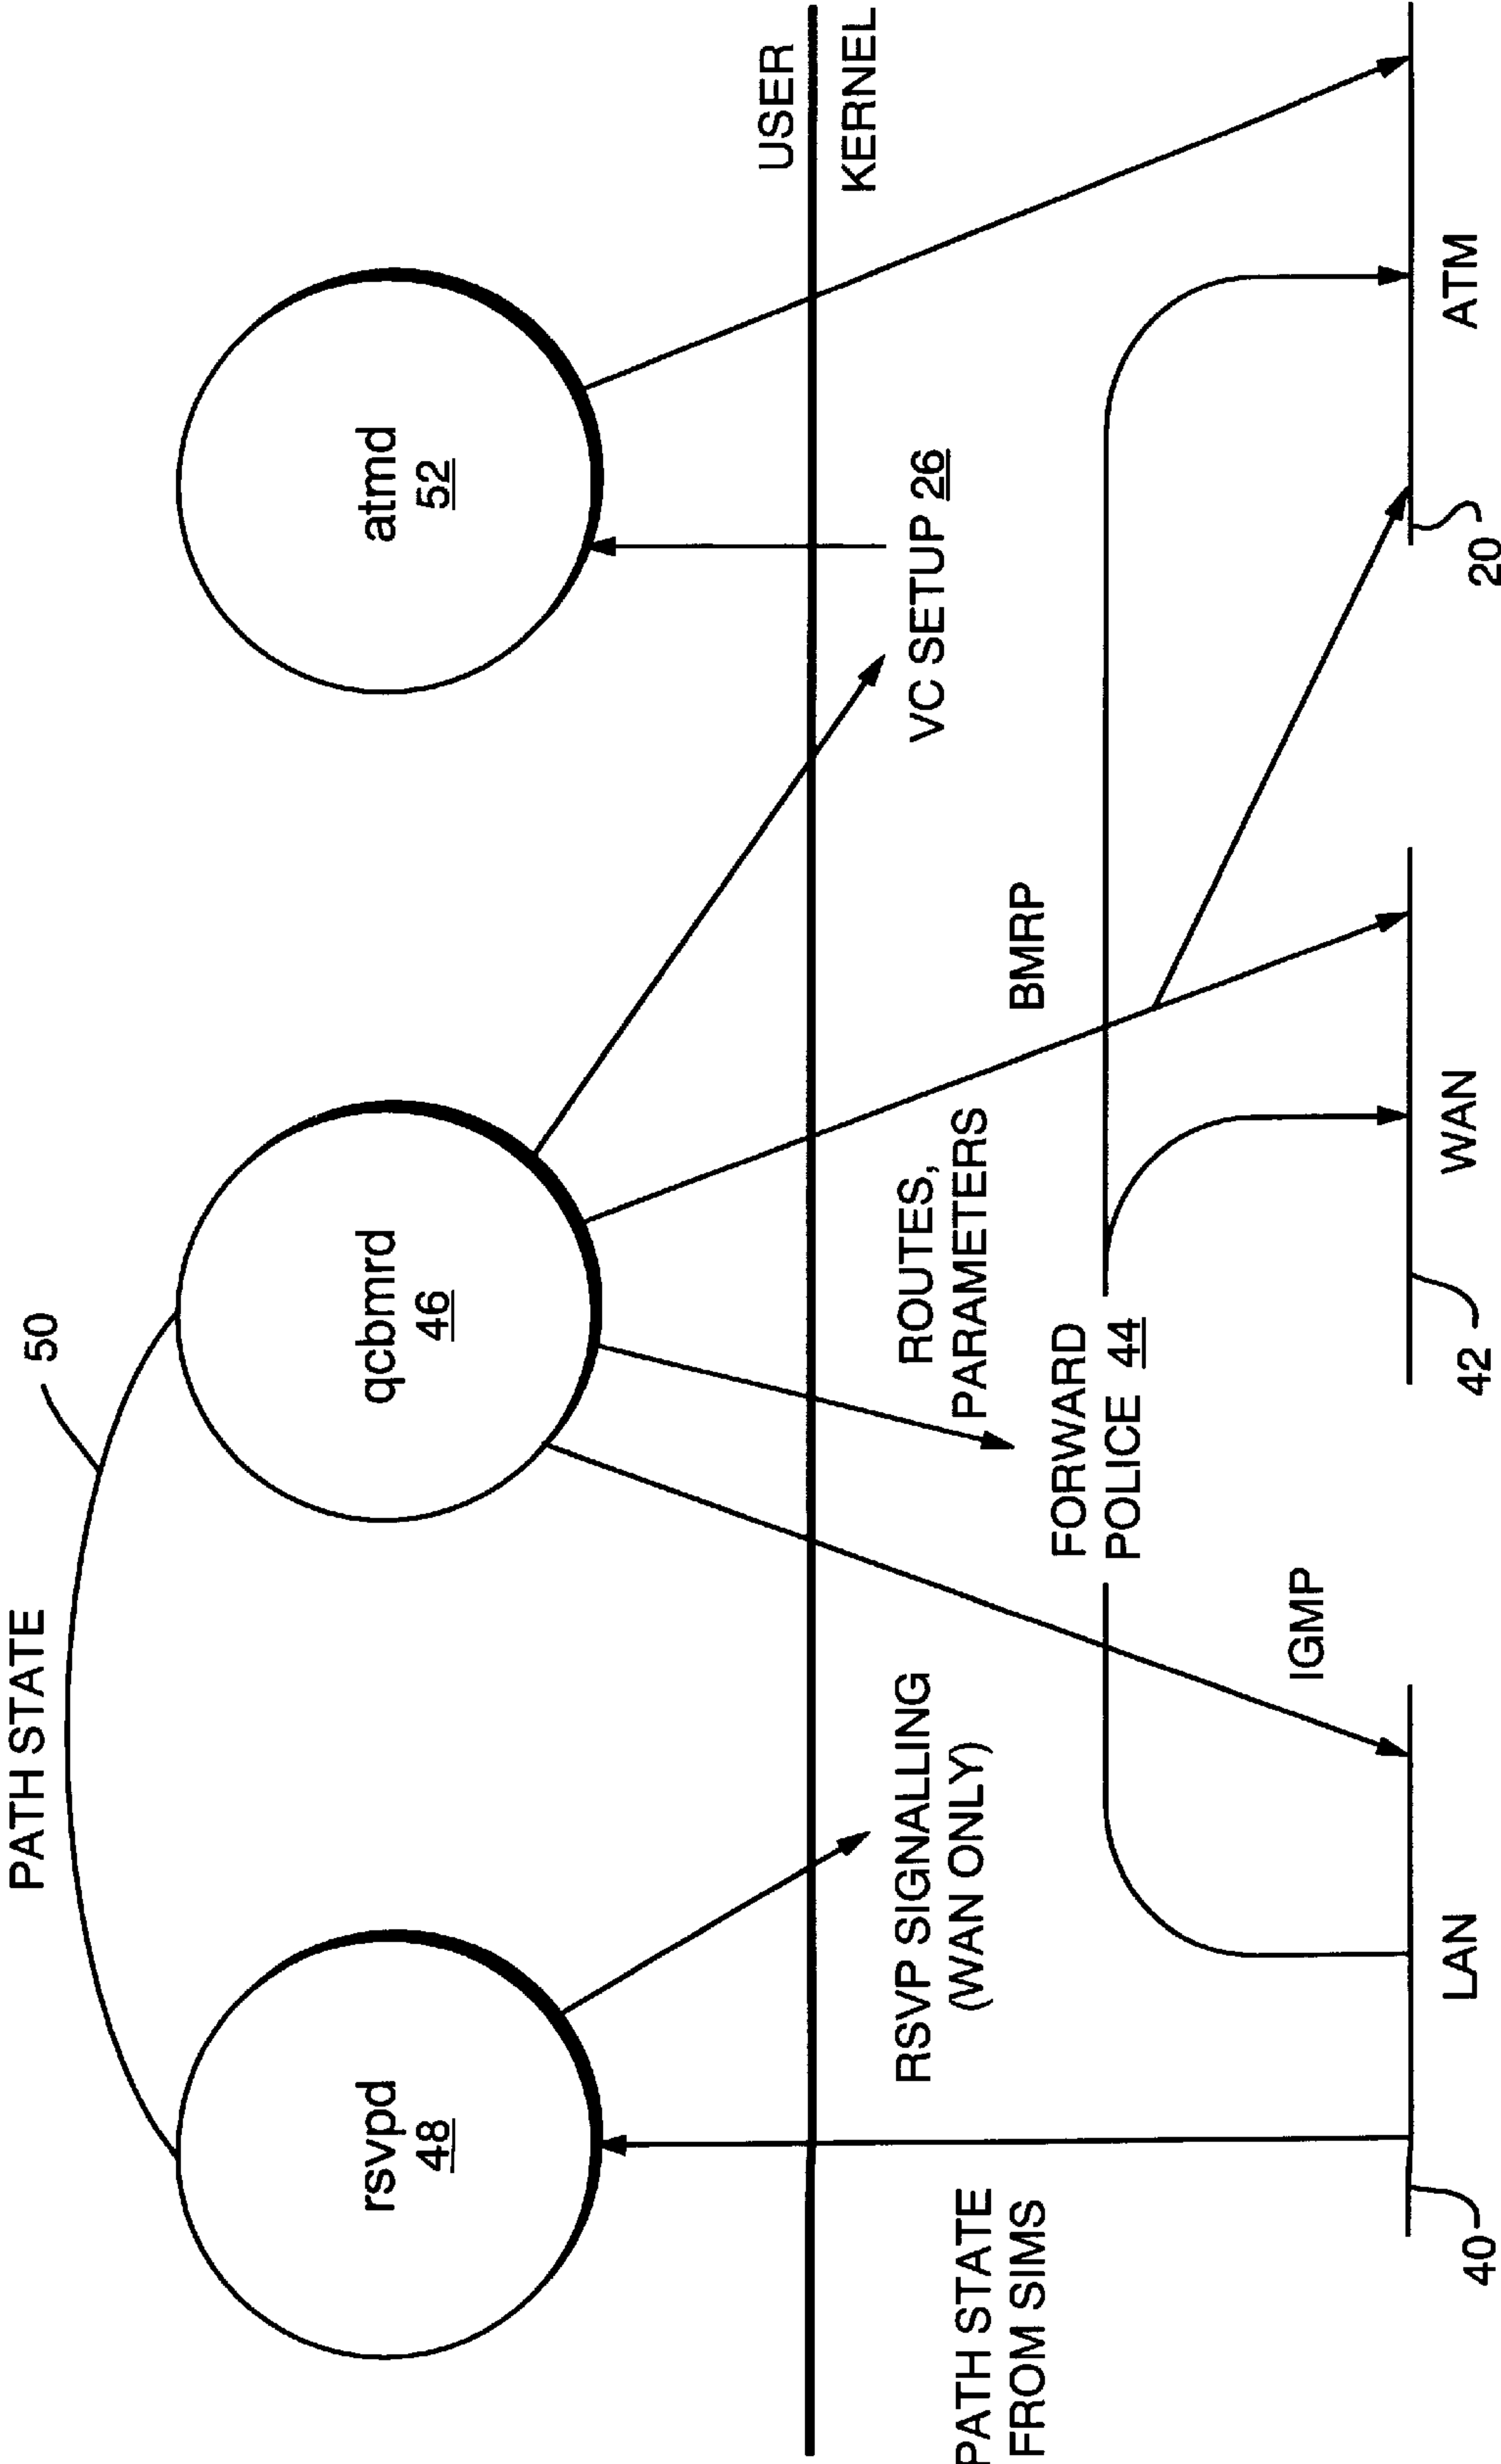 PATH STATE
50
rsvpd
48
qcbmrd
46
atmd
52
USER
KERNEL
PATH STATE
FROM SIMS
RSVP SIGNALLING
(WAN ONLY)
ROUTES,
PARAMETERS
VC SETUP 26
BMRP
FORWARD
POLICE 44
IGMP
LAN
WAN
ATM
40
42
20